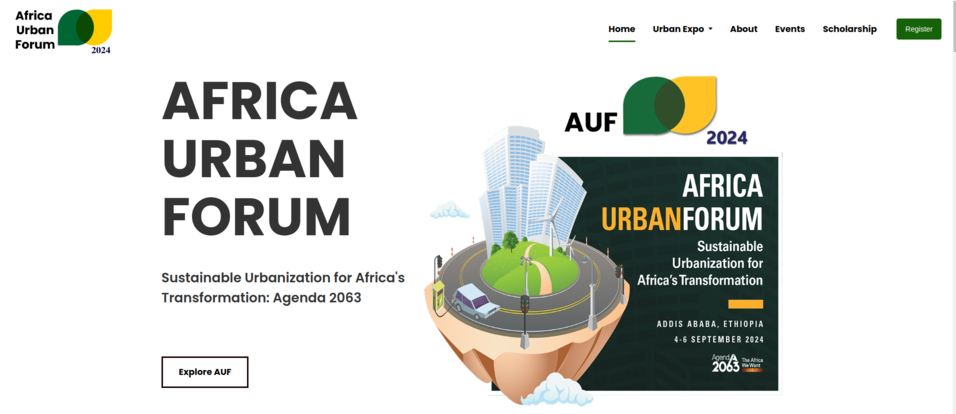 Africa
Urban
Forum
2024
Home
Urban Expo
About
Events
Scholarship
Register
AFRICA
URBAN
FORUM
Sustainable Urbanization for Africa's
Transformation: Agenda 2063
Explore AUF
AUF
2024
AFRICA
URBANFORUM
Sustainable
Urbanization for
Africa's Transformation
ADDIS ABABA, ETHIOPIA
4-6 SEPTEMBER 2024
Agenda
2063
The Africa
We Want